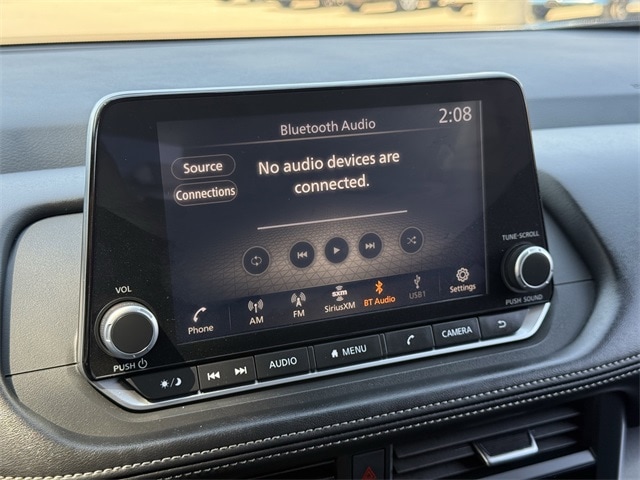 Bluetooth Audio
2:08
Source
Connections
No audio devices are
connected.
TUNE·SCROLL
VOL
PUSH SOUND
Phone
AM
FM
sxm
SiriusXM
BT Audio
USB1
Settings
PUSH
AUDIO
MENU
CAMERA